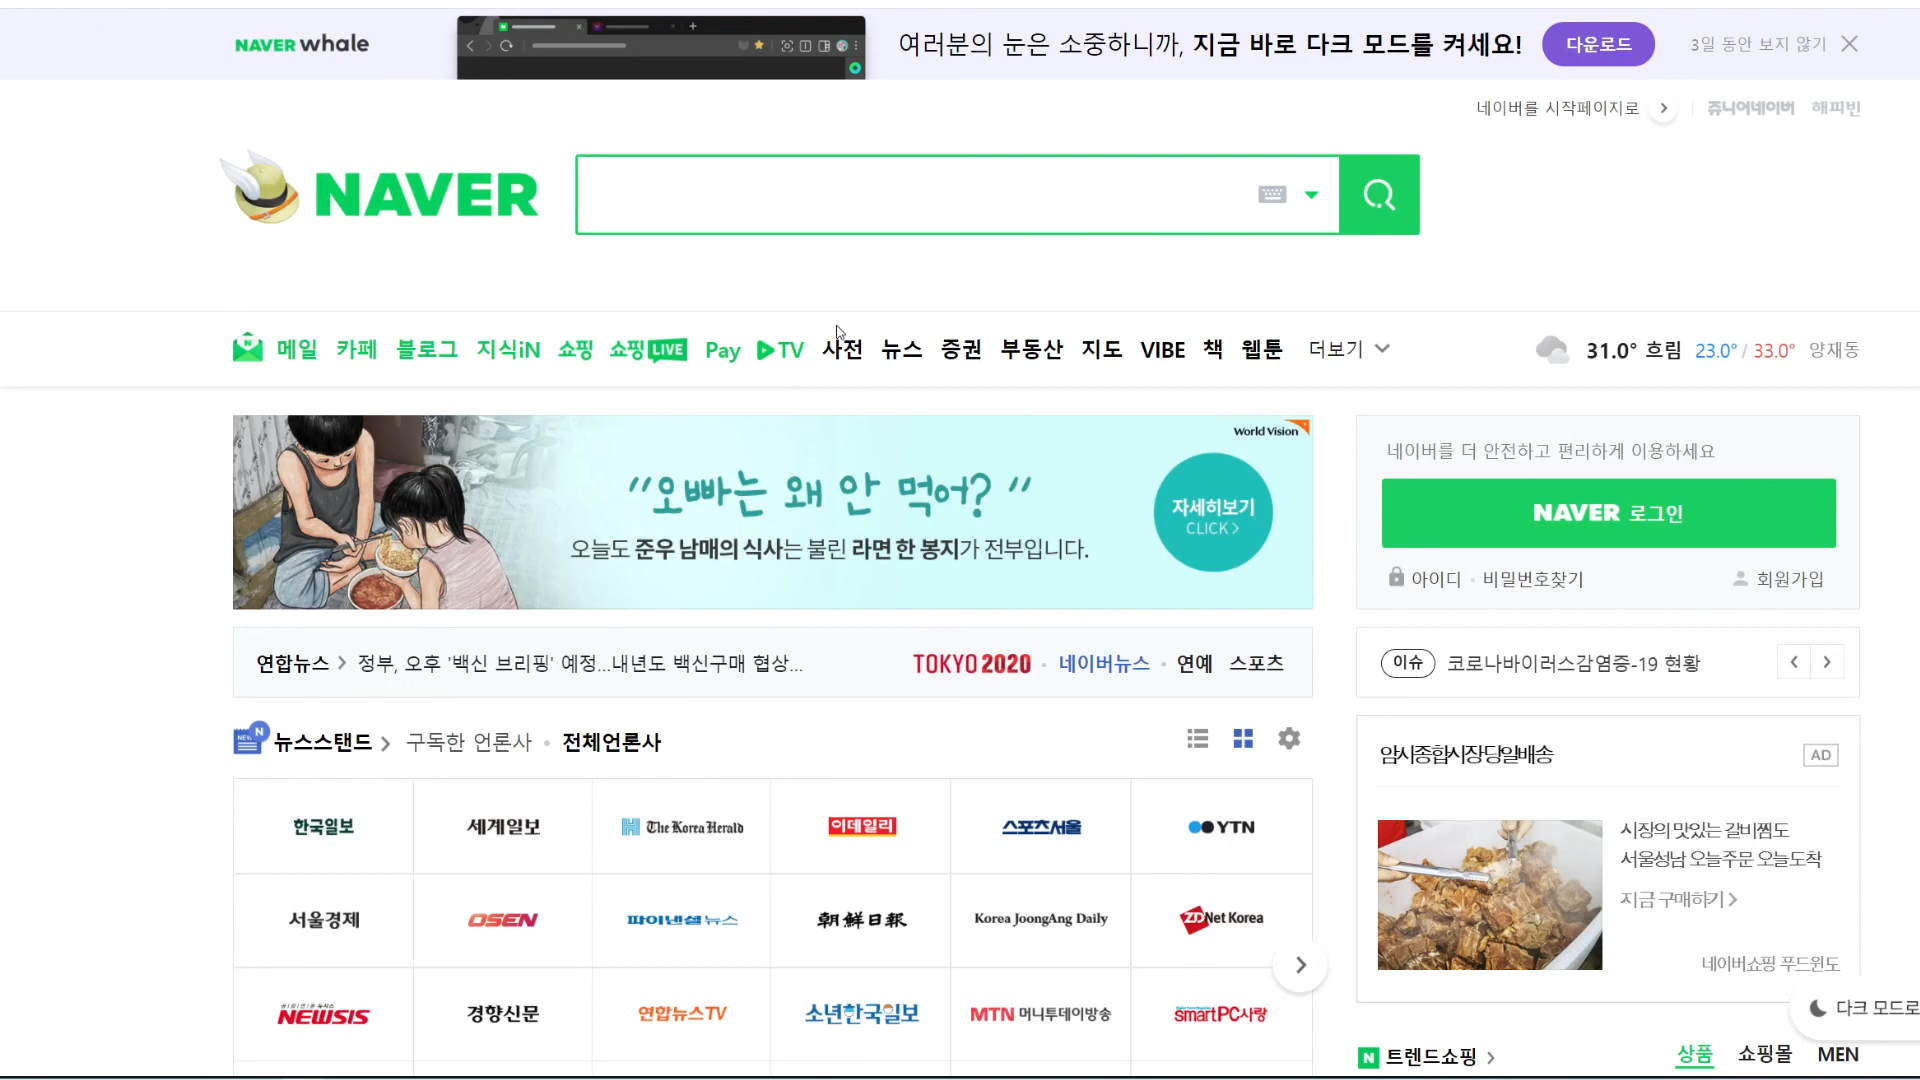 NAVER whale
여러분의 눈은 소중하니까, 지금 바로 다크 모드를 켜세요!
다운로드
3일 동안 보지 않기
네이버를 시작페이지로
쥬니어네이버 해피빈
NAVER
메일 카페 블로그 지식iN 쇼핑 쇼핑LIVE Pay TV 사전 뉴스 증권 부동산 지도 VIBE 책 웹툰 더보기
31.0° 흐림 23.0° / 33.0° 양재동
World Vision
"오빠는 왜 안 먹어?"
오늘도 준우 남매의 식사는 불린 라면 한 봉지가 전부입니다.
자세히보기
CLICK >
네이버를 더 안전하고 편리하게 이용하세요
NAVER 로그인
아이디 · 비밀번호찾기
회원가입
연합뉴스 > 정부, 오후 '백신 브리핑' 예정...내년도 백신구매 협상...
TOKYO 2020 · 네이버뉴스 · 연예 스포츠
이슈 코로나바이러스감염증-19 현황
뉴스스탠드 > 구독한 언론사 · 전체언론사
암시종합시장당일배송
AD
한국일보 세계일보 The Korea Herald 이데일리 스포츠서울 YTN
시장의 맛있는 갈비찜도
서울성남 오늘주문 오늘도착
지금 구매하기 >
네이버쇼핑 푸드윈도
서울경제 OSEN 파이낸셜뉴스 朝鮮日報 Korea JoongAng Daily ZDNet Korea
NEWSIS 경향신문 연합뉴스TV 소년한국일보 MTN 머니투데이방송 smartPC사랑
다크 모드로
N 트렌드쇼핑 >
상품 쇼핑몰 MEN